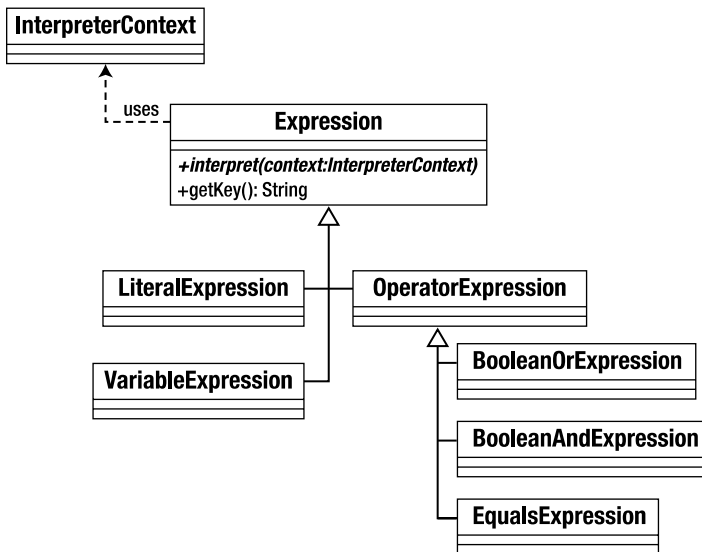 InterpreterContext
uses
Expression
+interpret(context:InterpreterContext)
+getKey(): String
LiteralExpression
OperatorExpression
VariableExpression
BooleanOrExpression
BooleanAndExpression
EqualsExpression